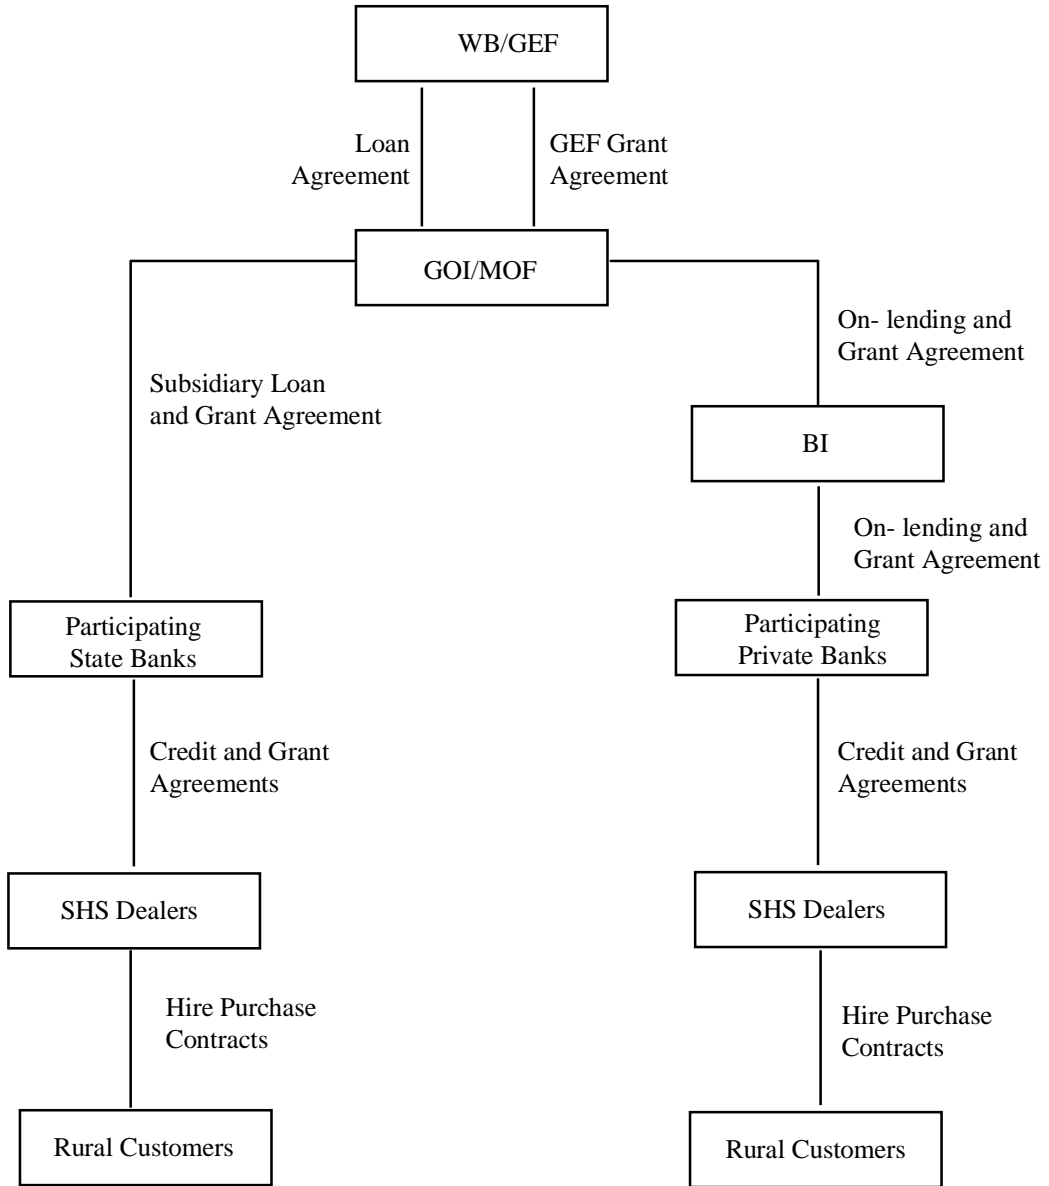 WB/GEF
Loan
Agreement
GEF Grant
Agreement
GOI/MOF
On- lending and
Grant Agreement
Subsidiary Loan
and Grant Agreement
BI
On- lending and
Grant Agreement
Participating
State Banks
Participating
Private Banks
Credit and Grant
Agreements
Credit and Grant
Agreements
SHS Dealers
SHS Dealers
Hire Purchase
Contracts
Hire Purchase
Contracts
Rural Customers
Rural Customers